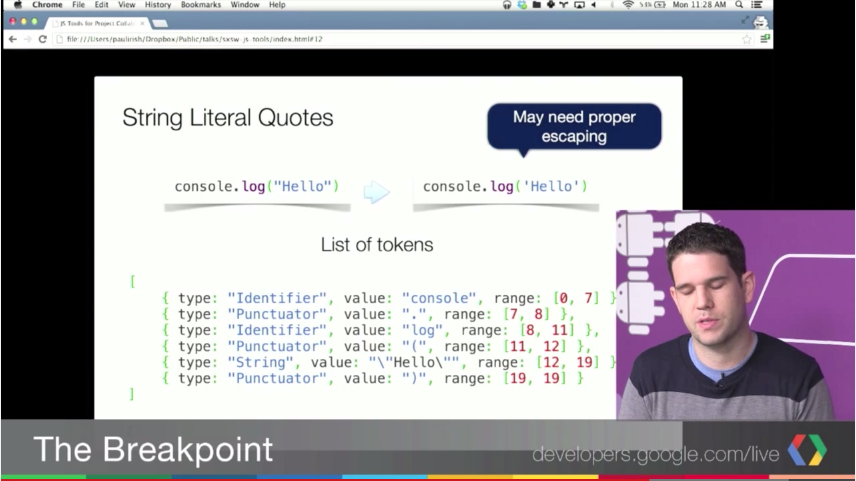 Chrome File Edit View History Bookmarks Window Help Mon 11:28 AM
JS Tools for Project Collab
file:///Users/paulirish/Dropbox/Public/talks/sxsw-js-tools/index.html#12
String Literal Quotes
May need proper
escaping
console.log("Hello")
console.log('Hello')
List of tokens
[
{ type: "Identifier", value: "console", range: [0, 7] }
{ type: "Punctuator", value: ".", range: [7, 8] },
{ type: "Identifier", value: "log", range: [8, 11] },
{ type: "Punctuator", value: "(", range: [11, 12] },
{ type: "String", value: "\"Hello\"", range: [12, 19] }
{ type: "Punctuator", value: ")", range: [19, 19] }
]
The Breakpoint
developers.google.com/live